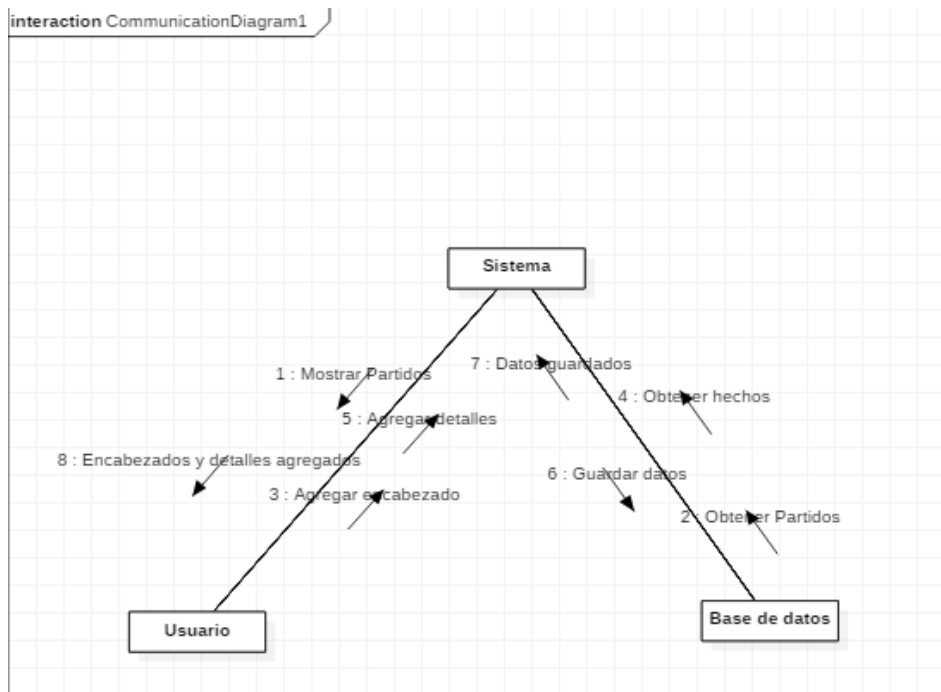 interaction CommunicationDiagram1
Sistema
7 : Datos guardados
1 : Mostrar Partidos
4 : Obtener hechos
5 : Agregar detalles
8 : Encabezados y detalles agregados
6 : Guardar datos
3 : Agregar encabezado
2 : Obtener Partidos
Base de datos
Usuario